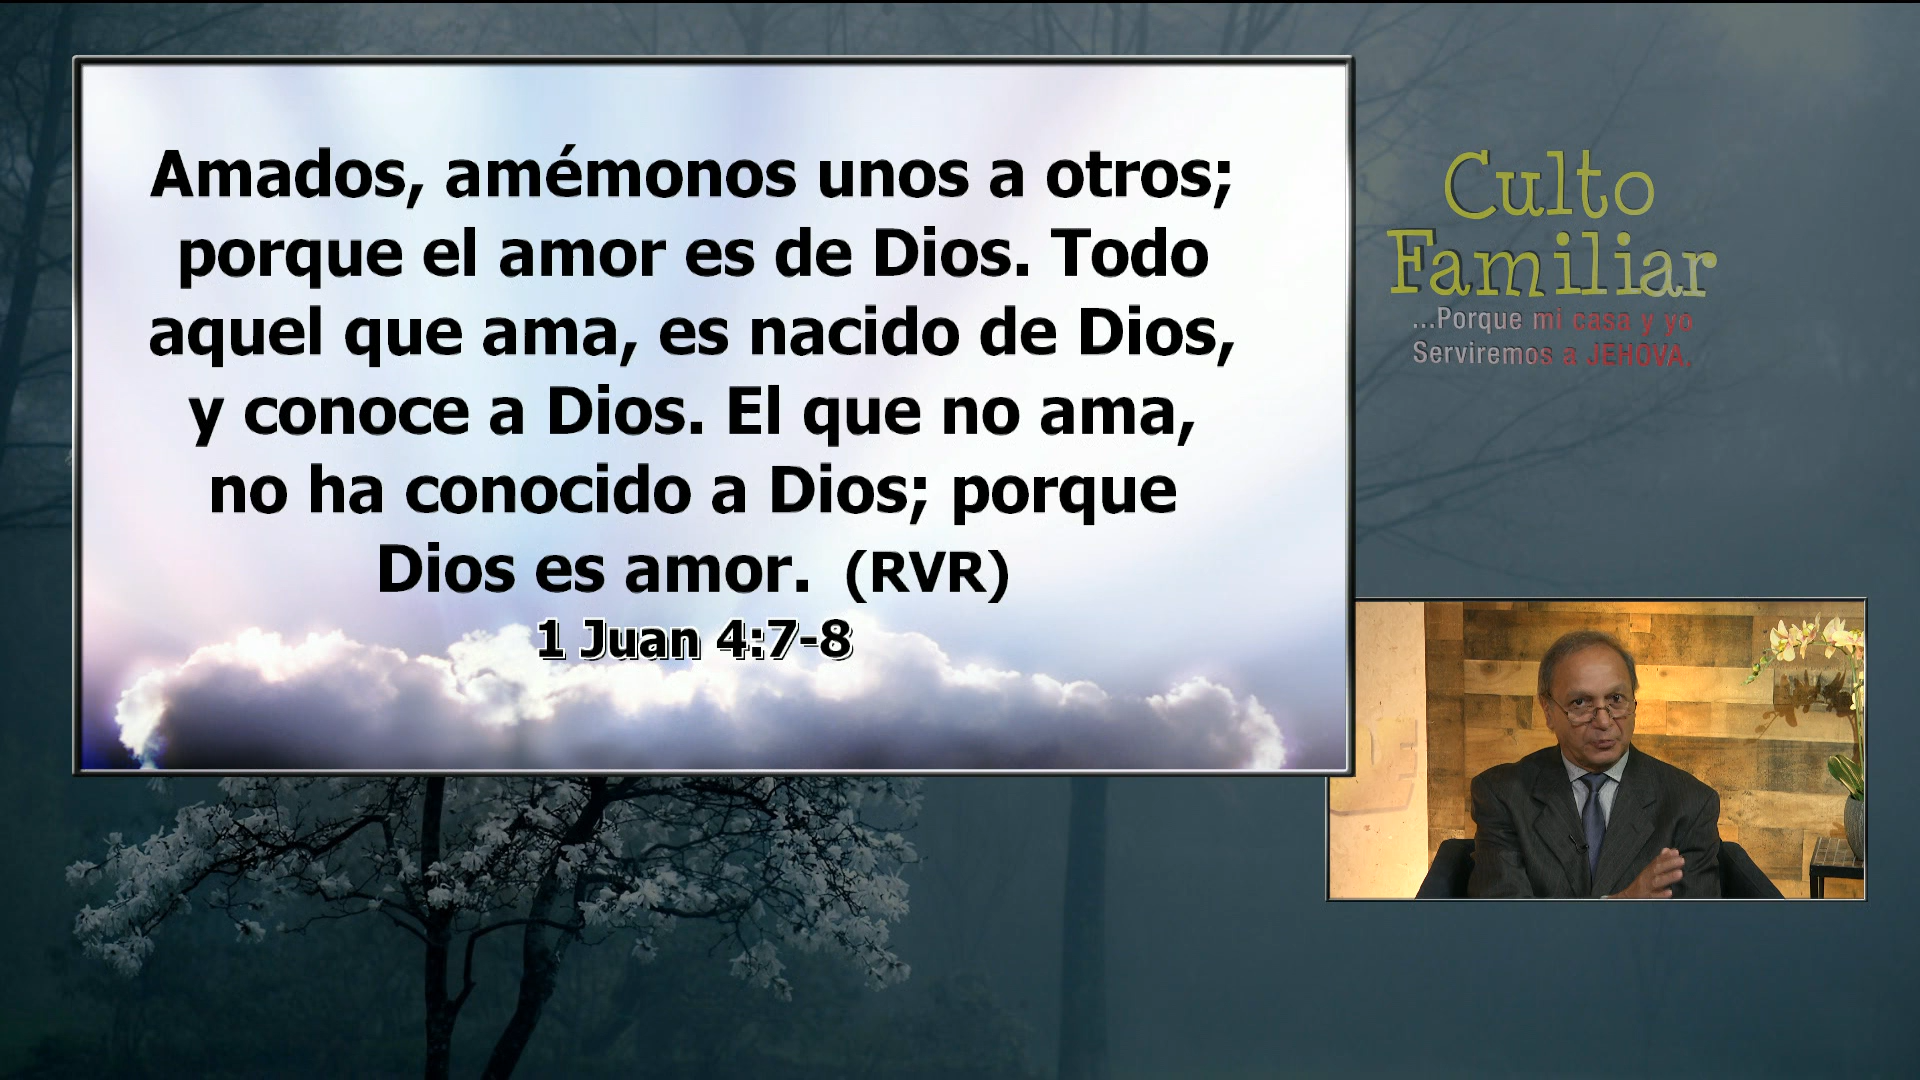 Amados, amémonos unos a otros;
porque el amor es de Dios. Todo
aquel que ama, es nacido de Dios,
y conoce a Dios. El que no ama,
no ha conocido a Dios; porque
Dios es amor. (RVR)
1 Juan 4:7-8
Culto
Familiar
...Porque mi casa y yo
Serviremos a JEHOVA.